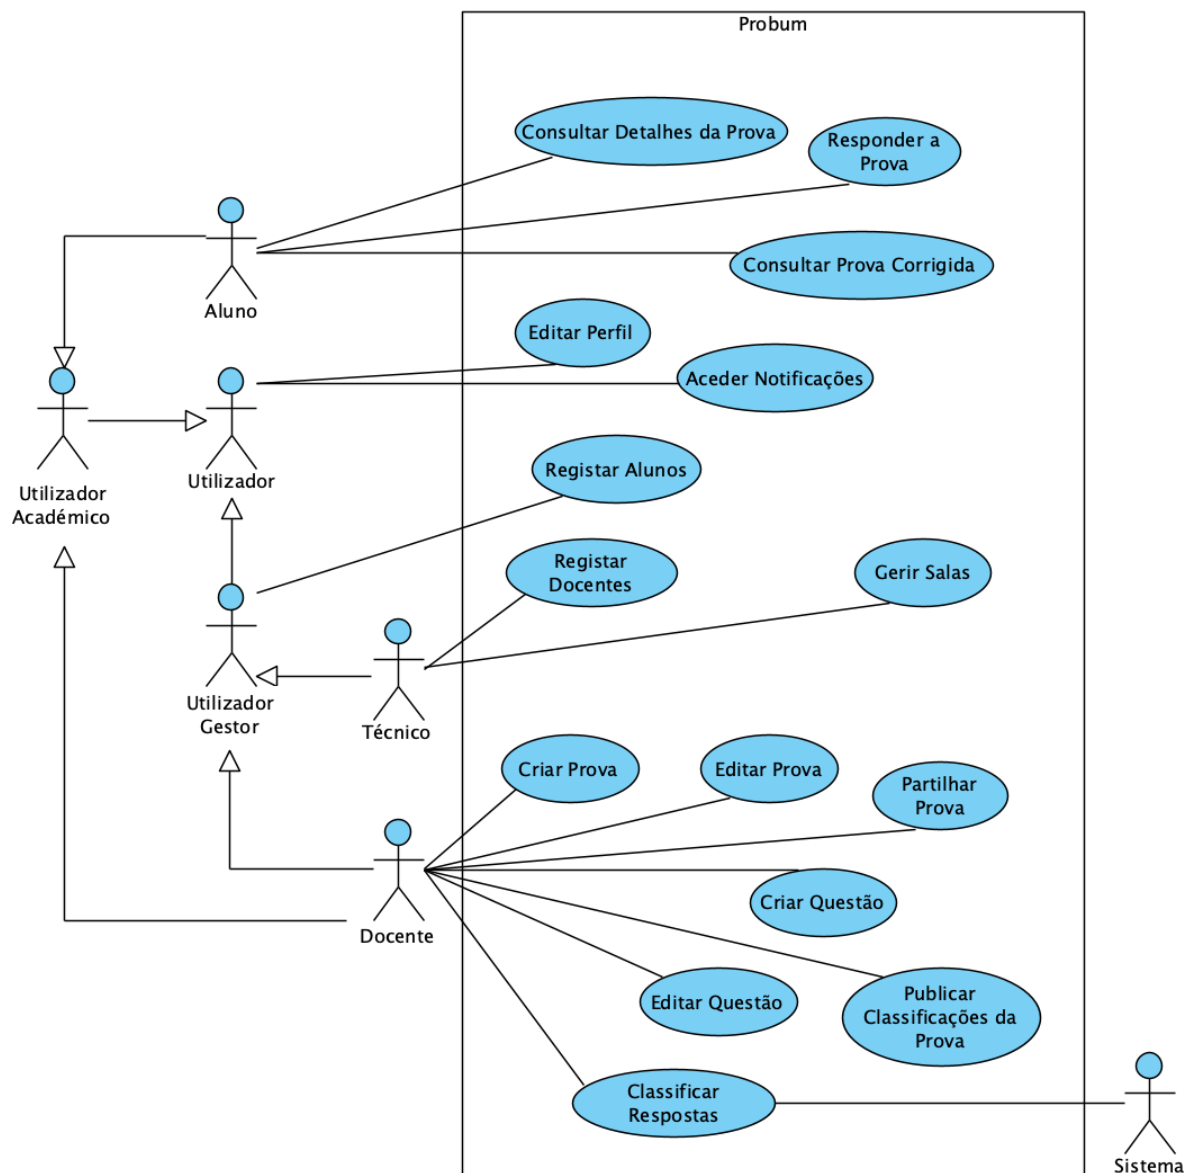 Probum
Consultar Detalhes da Prova
Responder a
Prova
Consultar Prova Corrigida
Aluno
Editar Perfil
Aceder Notificações
Utilizador
Académico
Utilizador
Registar Alunos
Registar
Docentes
Gerir Salas
Utilizador
Gestor
Técnico
Criar Prova
Editar Prova
Partilhar
Prova
Criar Questão
Docente
Editar Questão
Publicar
Classificações da
Prova
Classificar
Respostas
Sistema